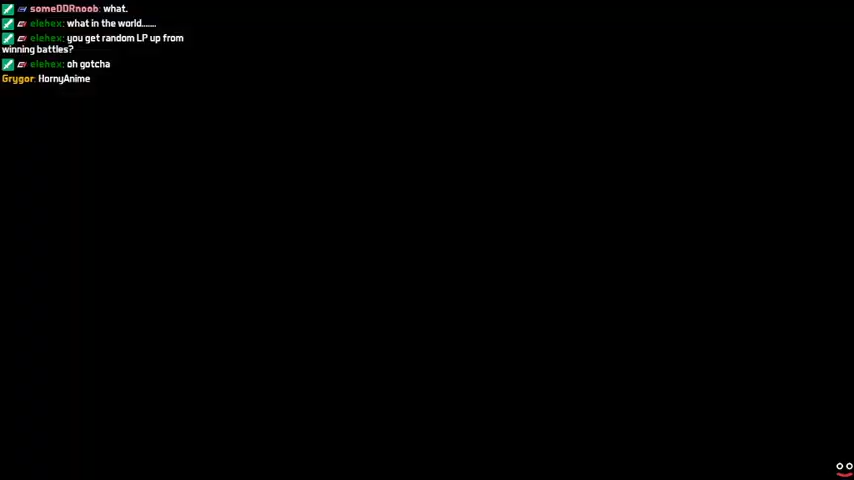 someDDRnoob: what.
elehex: what in the world......
elehex: you get random LP up from
winning battles?
elehex: oh gotcha
Grygor: HornyAnime